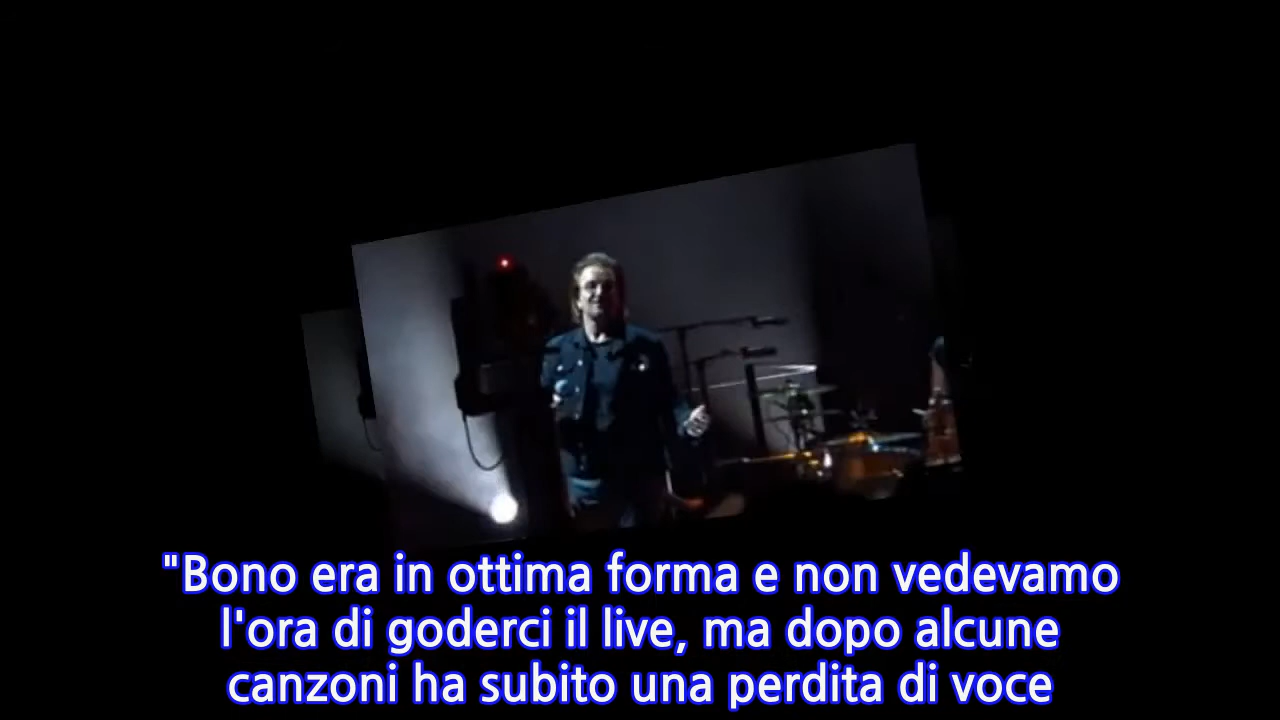 "Bono era in ottima forma e non vedevamo
l'ora di goderci il live, ma dopo alcune
canzoni ha subito una perdita di voce